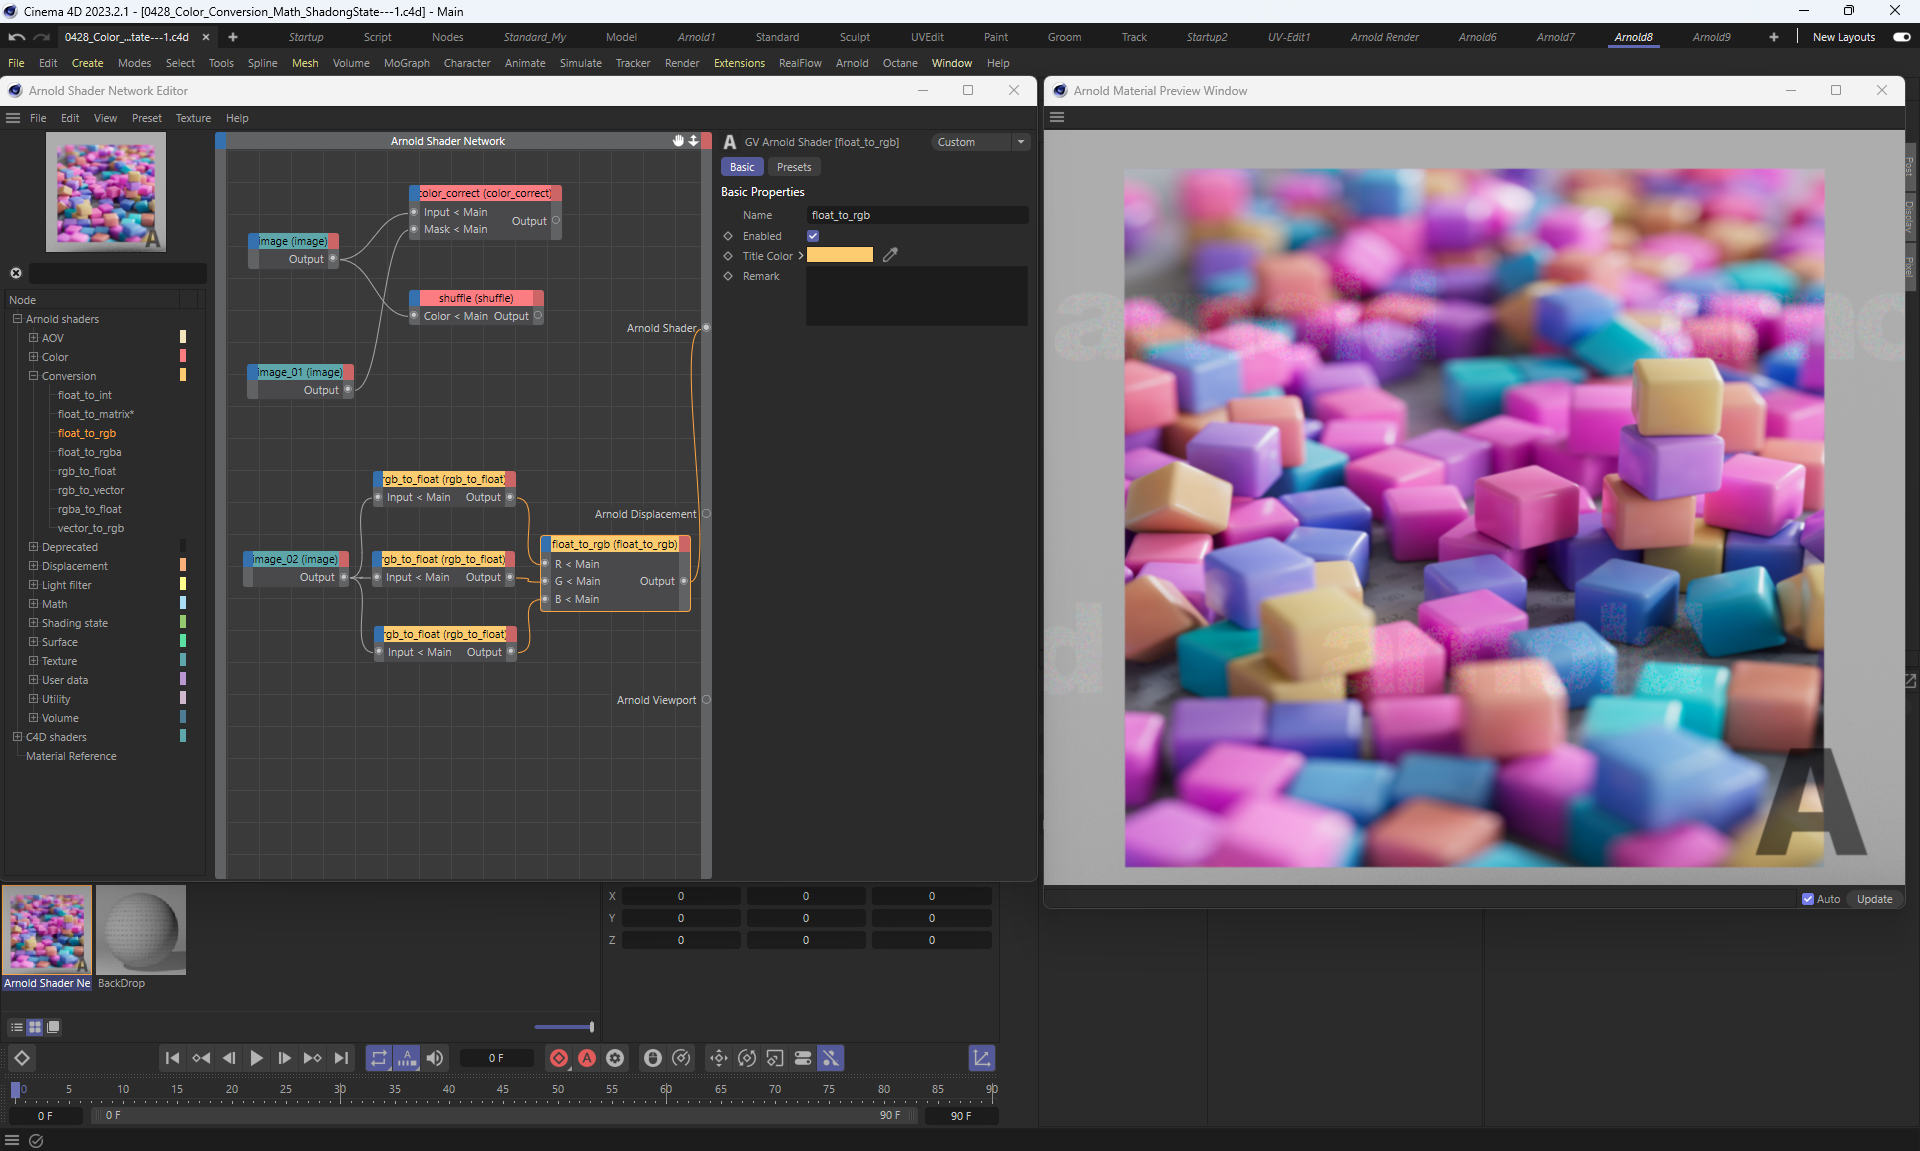 Cinema 4D 2023.2.1 - [0428_Color_Conversion_Math_ShadongState---1.c4d] - Main
0428_Color_...tate---1.c4d
Startup Script Nodes Standard_My Model Arnold1 Standard Sculpt UVEdit Paint Groom Track Startup2 UV-Edit1 Arnold Render Arnold6 Arnold7 Arnold8 Arnold9 New Layouts
File Edit Create Modes Select Tools Spline Mesh Volume MoGraph Character Animate Simulate Tracker Render Extensions RealFlow Arnold Octane Window Help
Arnold Shader Network Editor
File Edit View Preset Texture Help
Node
Arnold shaders
AOV
Color
Conversion
float_to_int
float_to_matrix*
float_to_rgb
float_to_rgba
rgb_to_float
rgb_to_vector
rgba_to_float
vector_to_rgb
Deprecated
Displacement
Light filter
Math
Shading state
Surface
Texture
User data
Utility
Volume
C4D shaders
Material Reference
Arnold Shader Network
color_correct (color_correct)
Input < Main
Mask < Main
Output
image (image)
Output
shuffle (shuffle)
Color < Main Output
Arnold Shader
image_01 (image)
Output
rgb_to_float (rgb_to_float)
Input < Main Output
Arnold Displacement
image_02 (image)
Output
rgb_to_float (rgb_to_float)
Input < Main Output
float_to_rgb (float_to_rgb)
R < Main
G < Main
B < Main
Output
rgb_to_float (rgb_to_float)
Input < Main Output
Arnold Viewport
GV Arnold Shader [float_to_rgb]
Custom
Basic Presets
Basic Properties
Name float_to_rgb
Enabled
Title Color
Remark
Arnold Material Preview Window
arnold
A
Auto Update
Post
Display
Pixel
Arnold Shader Ne
BackDrop
X 0 0 0
Y 0 0 0
Z 0 0 0
0 F
0 5 10 15 20 25 30 35 40 45 50 55 60 65 70 75 80 85 90
0 F 0 F 90 F 90 F